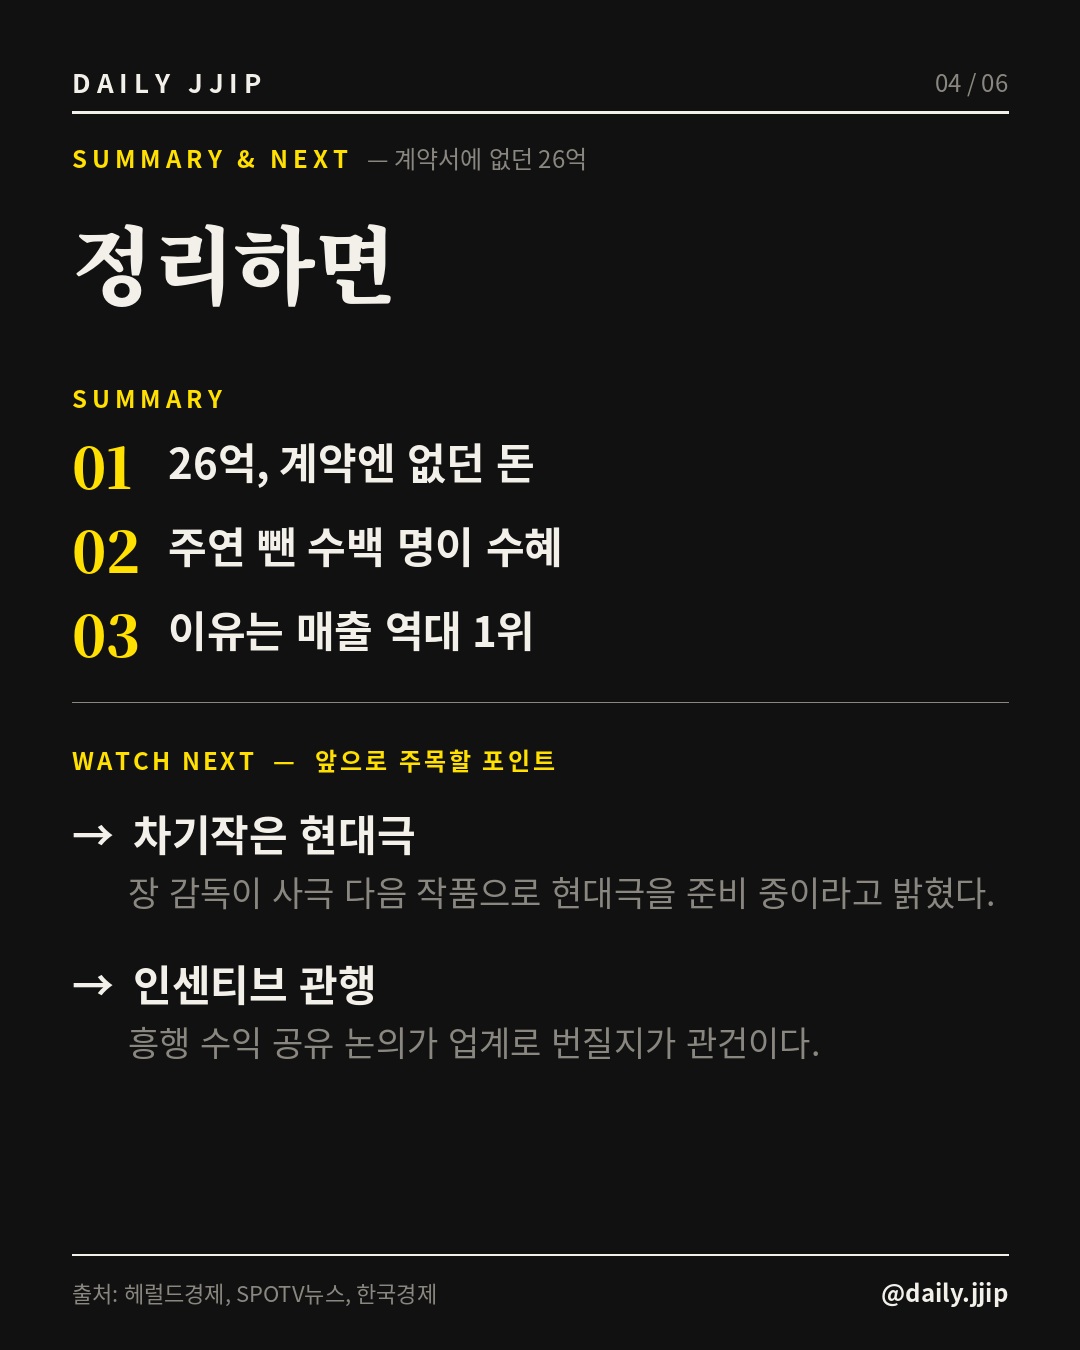 DAILY JJIP
04 / 06
SUMMARY & NEXT — 계약서에 없던 26억
정리하면
SUMMARY
01 26억, 계약엔 없던 돈
02 주연 뺀 수백 명이 수혜
03 이유는 매출 역대 1위
WATCH NEXT — 앞으로 주목할 포인트
→ 차기작은 현대극
장 감독이 사극 다음 작품으로 현대극을 준비 중이라고 밝혔다.
→ 인센티브 관행
흥행 수익 공유 논의가 업계로 번질지가 관건이다.
출처: 헤럴드경제, SPOTV뉴스, 한국경제
@daily.jjip